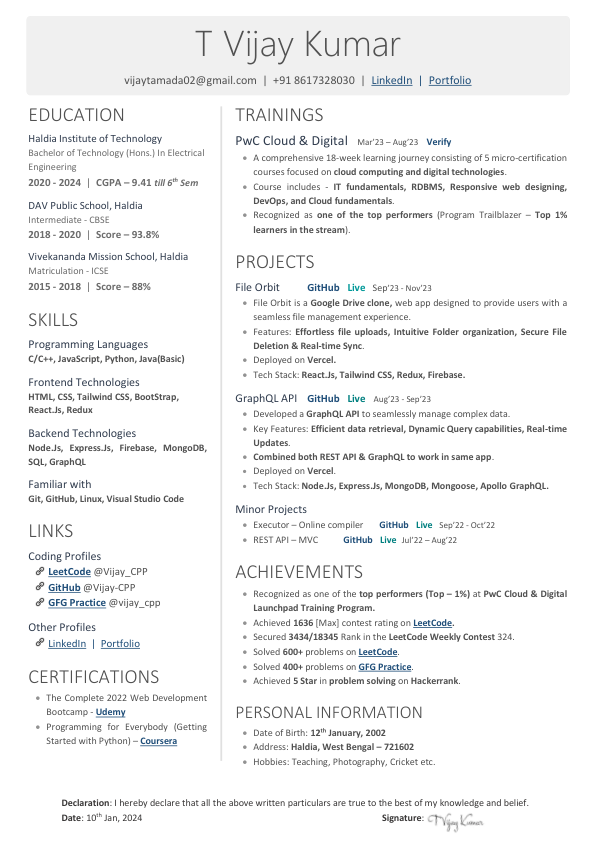 T Vijay Kumar
vijaytamada02@gmail.com | +91 8617328030 | LinkedIn | Portfolio
EDUCATION
Haldia Institute of Technology
Bachelor of Technology (Hons.) In Electrical
Engineering
2020 - 2024 | CGPA – 9.41 till 6th Sem
DAV Public School, Haldia
Intermediate - CBSE
2018 - 2020 | Score – 93.8%
Vivekananda Mission School, Haldia
Matriculation - ICSE
2015 - 2018 | Score – 88%
SKILLS
Programming Languages
C/C++, JavaScript, Python, Java(Basic)
Frontend Technologies
HTML, CSS, Tailwind CSS, BootStrap,
React.Js, Redux
Backend Technologies
Node.Js, Express.Js, Firebase, MongoDB,
SQL, GraphQL
Familiar with
Git, GitHub, Linux, Visual Studio Code
LINKS
Coding Profiles
LeetCode @Vijay_CPP
GitHub @Vijay-CPP
GFG Practice @vijay_cpp
Other Profiles
LinkedIn | Portfolio
CERTIFICATIONS
• The Complete 2022 Web Development
Bootcamp - Udemy
• Programming for Everybody (Getting
Started with Python) – Coursera
TRAININGS
PwC Cloud & Digital Mar'23 – Aug'23 Verify
• A comprehensive 18-week learning journey consisting of 5 micro-certification
courses focused on cloud computing and digital technologies.
• Course includes - IT fundamentals, RDBMS, Responsive web designing,
DevOps, and Cloud fundamentals.
• Recognized as one of the top performers (Program Trailblazer – Top 1%
learners in the stream).
PROJECTS
File Orbit GitHub Live Sep'23 - Nov'23
• File Orbit is a Google Drive clone, web app designed to provide users with a
seamless file management experience.
• Features: Effortless file uploads, Intuitive Folder organization, Secure File
Deletion & Real-time Sync.
• Deployed on Vercel.
• Tech Stack: React.Js, Tailwind CSS, Redux, Firebase.
GraphQL API GitHub Live Aug'23 - Sep'23
• Developed a GraphQL API to seamlessly manage complex data.
• Key Features: Efficient data retrieval, Dynamic Query capabilities, Real-time
Updates.
• Combined both REST API & GraphQL to work in same app.
• Deployed on Vercel.
• Tech Stack: Node.Js, Express.Js, MongoDB, Mongoose, Apollo GraphQL.
Minor Projects
• Executor – Online compiler GitHub Live Sep'22 - Oct'22
• REST API – MVC GitHub Live Jul'22 – Aug'22
ACHIEVEMENTS
• Recognized as one of the top performers (Top – 1%) at PwC Cloud & Digital
Launchpad Training Program.
• Achieved 1636 [Max] contest rating on LeetCode.
• Secured 3434/18345 Rank in the LeetCode Weekly Contest 324.
• Solved 600+ problems on LeetCode.
• Solved 400+ problems on GFG Practice.
• Achieved 5 Star in problem solving on Hackerrank.
PERSONAL INFORMATION
• Date of Birth: 12th January, 2002
• Address: Haldia, West Bengal – 721602
• Hobbies: Teaching, Photography, Cricket etc.
Declaration: I hereby declare that all the above written particulars are true to the best of my knowledge and belief.
Date: 10th Jan, 2024 Signature: TVijay Kumar